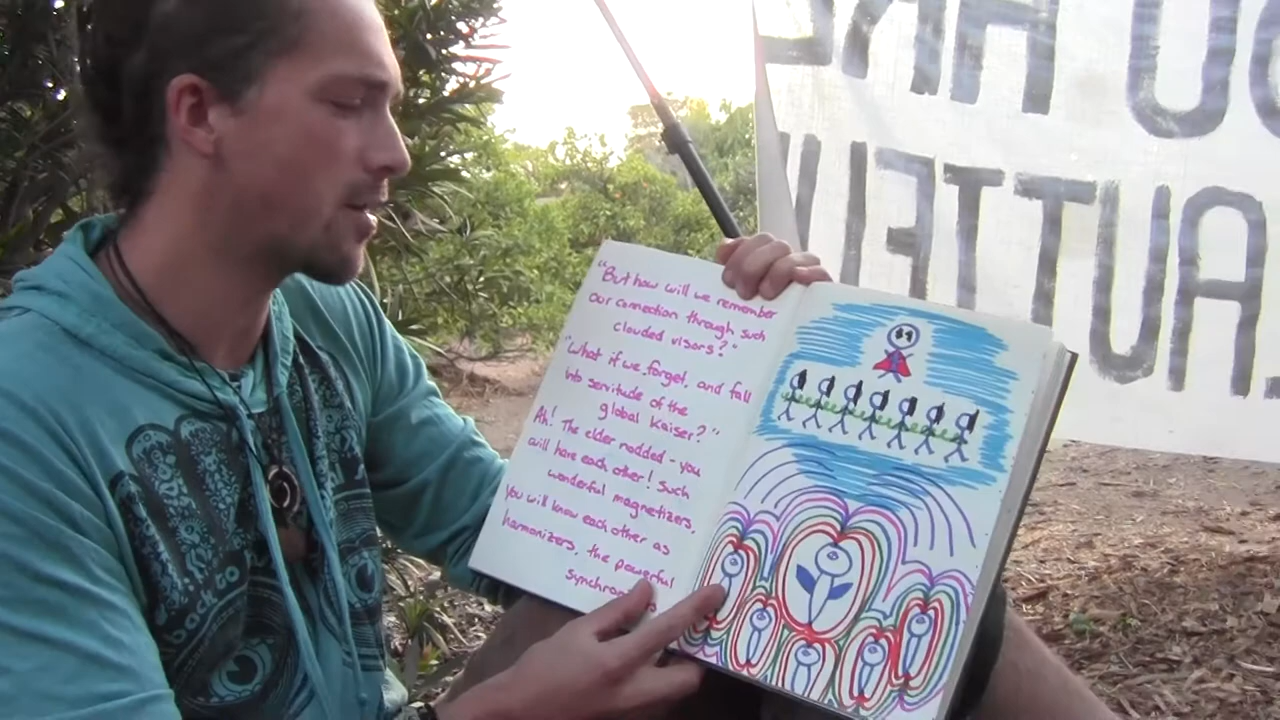 "But how will we remember
our connection through such
clouded visors?"
"What if we forget, and fall
into servitude of the
global Kaiser?"
Ah! The elder nodded - you
will have each other! Such
wonderful magnetizers,
You will know each other as
harmonizers, the powerful
back to